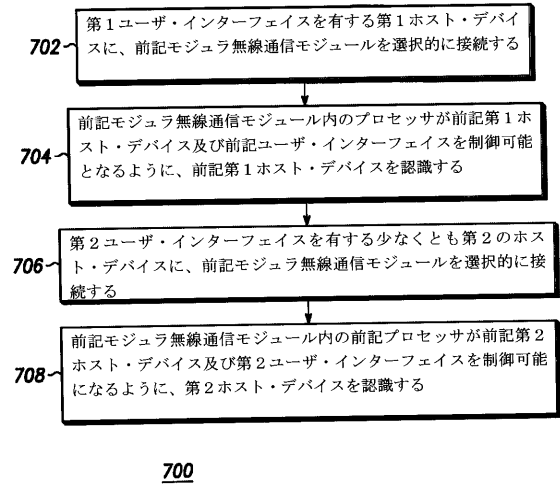 702
第１ユーザ・インターフェイスを有する第１ホスト・デバイ
スに、前記モジュラ無線通信モジュールを選択的に接続する
704
前記モジュラ無線通信モジュール内のプロセッサが前記第１ホ
スト・デバイス及び前記ユーザ・インターフェイスを制御可能
となるように、前記第１ホスト・デバイスを認識する
706
第２ユーザ・インターフェイスを有する少なくとも第２のホス
ト・デバイスに、前記モジュラ無線通信モジュールを選択的に接
続する
708
前記モジュラ無線通信モジュール内の前記プロセッサが前記第２
ホスト・デバイス及び第２ユーザ・インターフェイスを制御可能
になるように、第２ホスト・デバイスを認識する
700